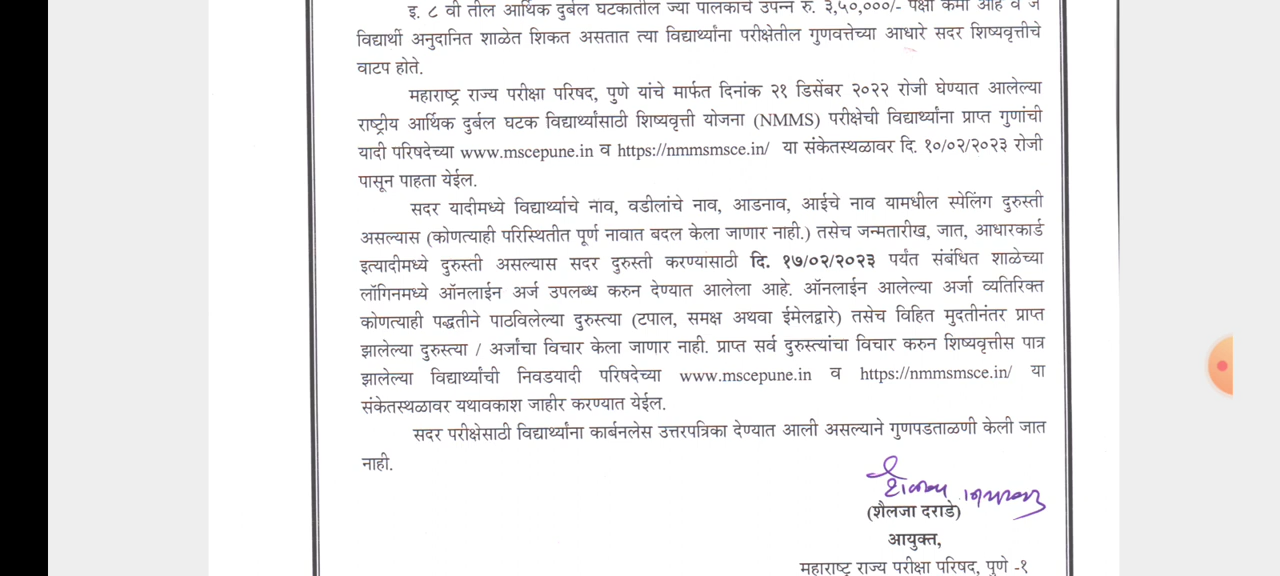 इ. ८ वी तील आर्थिक दुर्बल घटकातील ज्या पालकांचे उत्पन्न रु. ३,५०,०००/- पेक्षा कमी आहे व जे
विद्यार्थी अनुदानित शाळेत शिकत असतात त्या विद्यार्थ्यांना परीक्षेतील गुणवत्तेच्या आधारे सदर शिष्यवृत्तीचे
वाटप होते.
महाराष्ट्र राज्य परीक्षा परिषद, पुणे यांचे मार्फत दिनांक २१ डिसेंबर २०२२ रोजी घेण्यात आलेल्या
राष्ट्रीय आर्थिक दुर्बल घटक विद्यार्थ्यांसाठी शिष्यवृत्ती योजना (NMMS) परीक्षेची विद्यार्थ्यांना प्राप्त गुणांची
यादी परिषदेच्या www.mscepune.in व https://nmmsmsce.in/ या संकेतस्थळावर दि. १०/०२/२०२३ रोजी
पासून पाहता येईल.
सदर यादीमध्ये विद्यार्थ्याचे नाव, वडीलांचे नाव, आडनाव, आईचे नाव यामधील स्पेलिंग दुरुस्ती
असल्यास (कोणत्याही परिस्थितीत पूर्ण नावात बदल केला जाणार नाही.) तसेच जन्मतारीख, जात, आधारकार्ड
इत्यादीमध्ये दुरुस्ती असल्यास सदर दुरुस्ती करण्यांसाठी दि. १७/०२/२०२३ पर्यंत संबंधित शाळेच्या
लॉगिनमध्ये ऑनलाईन अर्ज उपलब्ध करुन देण्यात आलेला आहे. ऑनलाईन आलेल्या अर्जा व्यतिरिक्त
कोणत्याही पद्धतीने पाठविलेल्या दुरुस्त्या (टपाल, समक्ष अथवा ईमेलद्वारे) तसेच विहित मुदतीनंतर प्राप्त
झालेल्या दुरुस्त्या / अर्जांचा विचार केला जाणार नाही. प्राप्त सर्व दुरुस्त्यांचा विचार करुन शिष्यवृत्तीस पात्र
झालेल्या विद्यार्थ्यांची निवडयादी परिषदेच्या www.mscepune.in व https://nmmsmsce.in/ या
संकेतस्थळावर यथावकाश जाहीर करण्यात येईल.
सदर परीक्षेसाठी विद्यार्थ्यांना कार्बनलेस उत्तरपत्रिका देण्यात आली असल्याने गुणपडताळणी केली जात
नाही.
(शैलजा दराडे)
आयुक्त,
महाराष्ट्र राज्य परीक्षा परिषद, पुणे -१